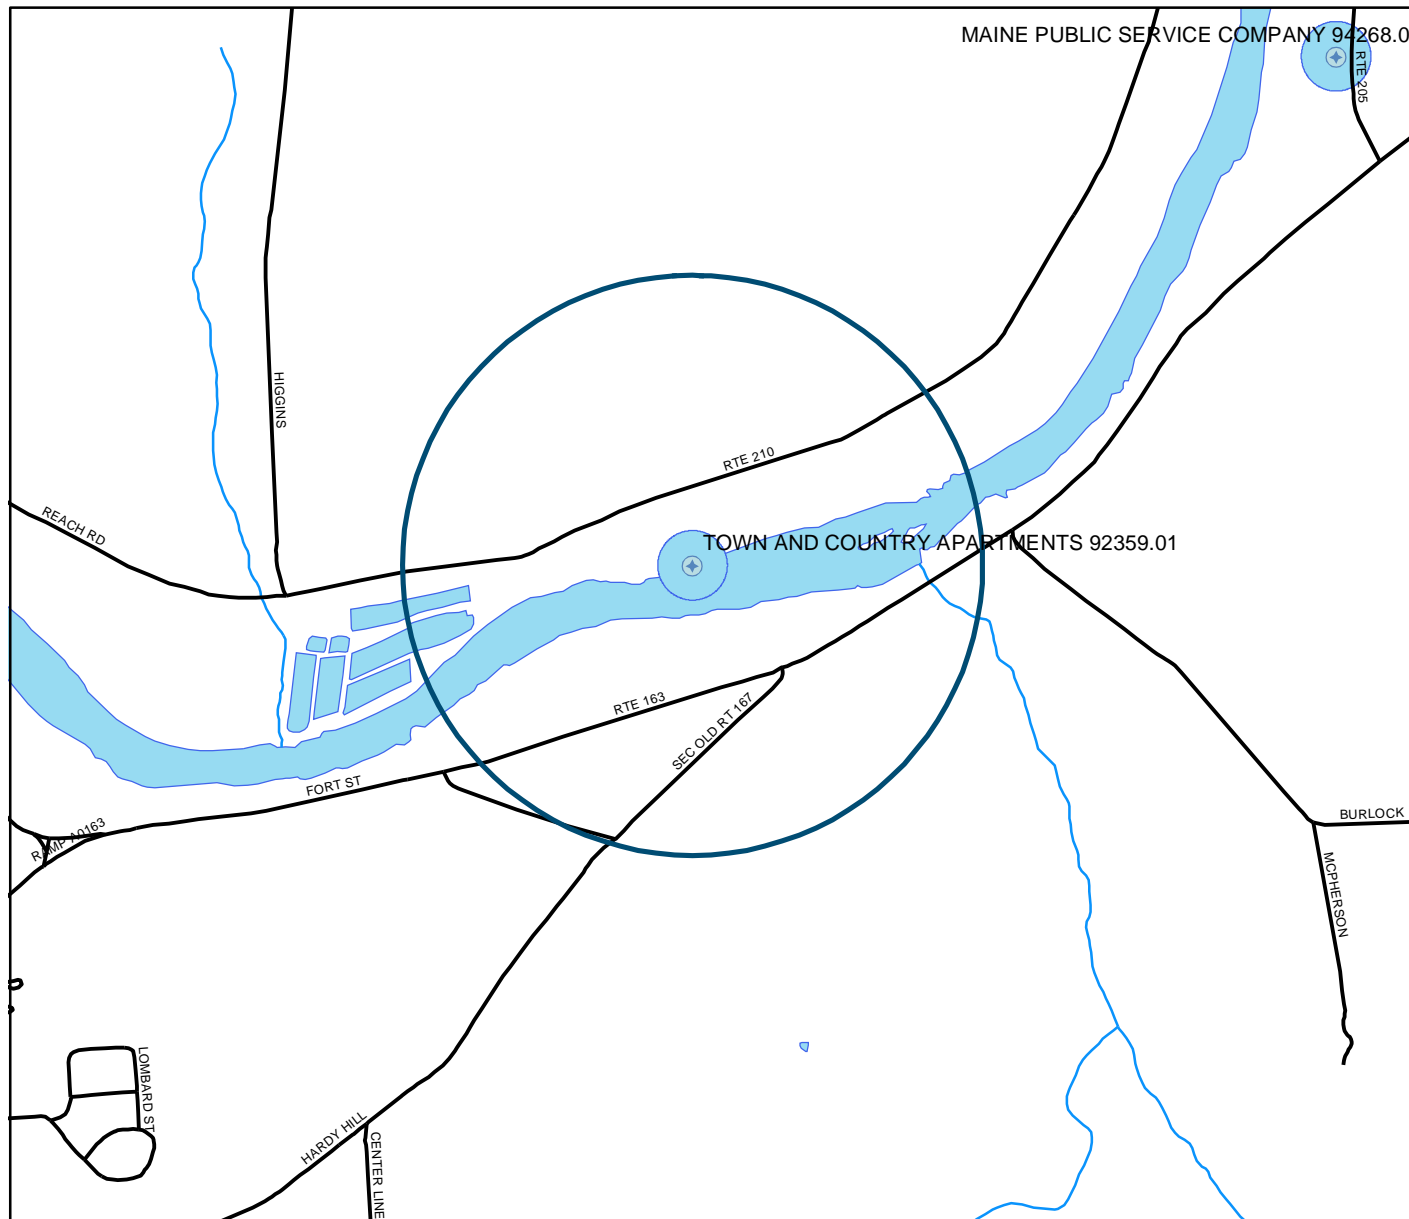 MAINE PUBLIC SERVICE COMPANY 94268.0
RTE 205
HIGGINS
RTE 210
REACH RD
TOWN AND COUNTRY APARTMENTS 92359.01
RTE 163
SEC OLD RT 167
FORT ST
RAMP A0163
BURLOCK
MCPHERSON
LOMBARD ST
HARDY HILL
CENTER LINE